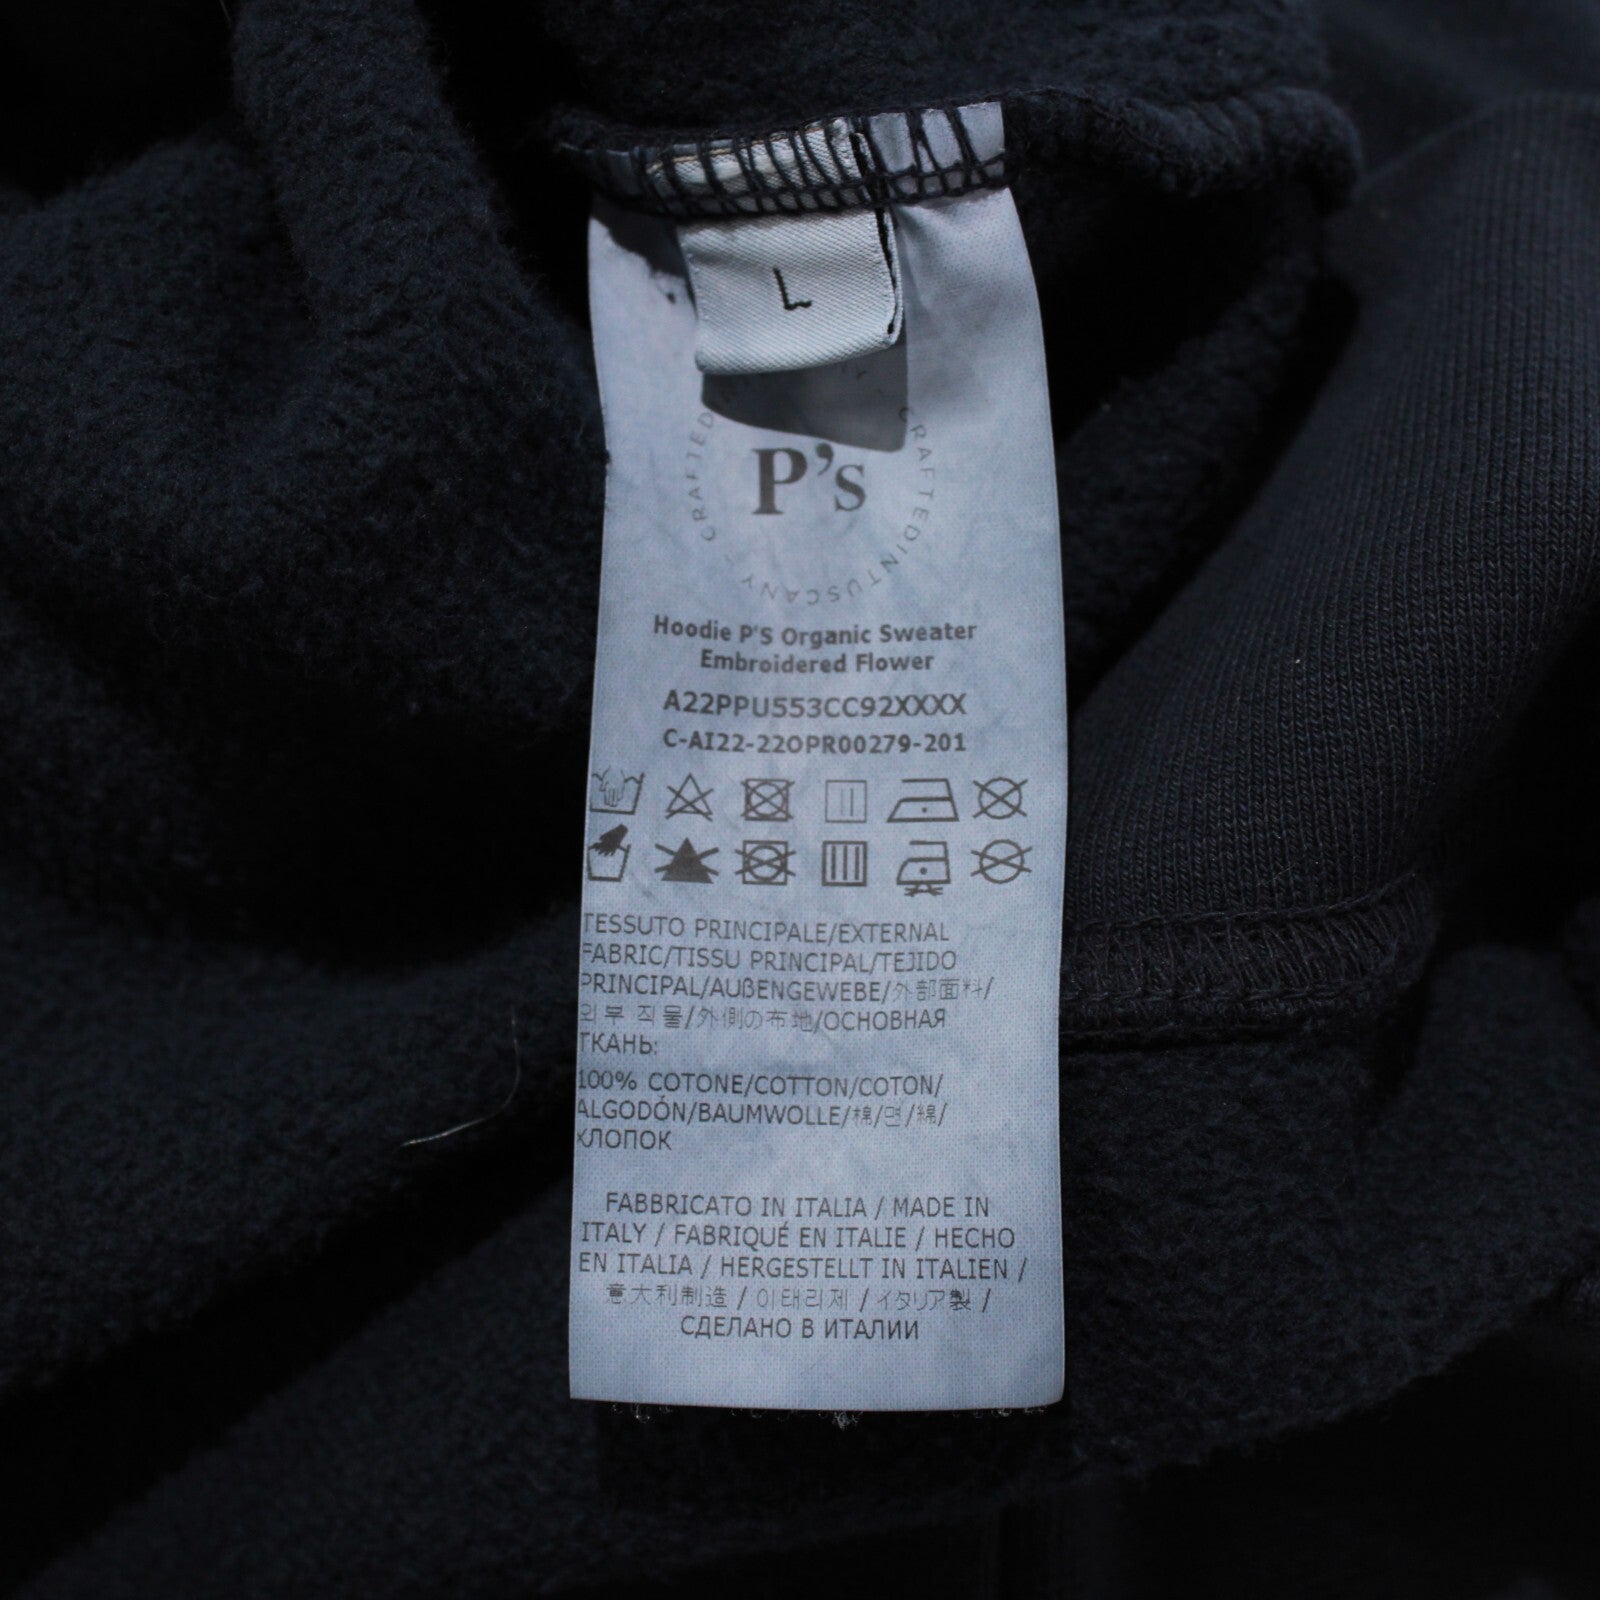 L
P's
CRAFTED IN TUSCANY
Hoodie P'S Organic Sweater
Embroidered Flower
A22PPU553CC92XXXX
C-AI22-22OPR00279-201
TESSUTO PRINCIPALE/EXTERNAL
FABRIC/TISSU PRINCIPAL/TEJIDO
PRINCIPAL/AUßENGEWEBE/外部面料/
외부 직물/外側の布地/ОСНОВНАЯ
ТКАНЬ:
100% COTONE/COTTON/COTON/
ALGODÓN/BAUMWOLLE/棉/면/綿/
ХЛОПОК
FABBRICATO IN ITALIA / MADE IN
ITALY / FABRIQUÉ EN ITALIE / HECHO
EN ITALIA / HERGESTELLT IN ITALIEN /
意大利制造 / 이태리제 / イタリア製 /
СДЕЛАНО В ИТАЛИИ